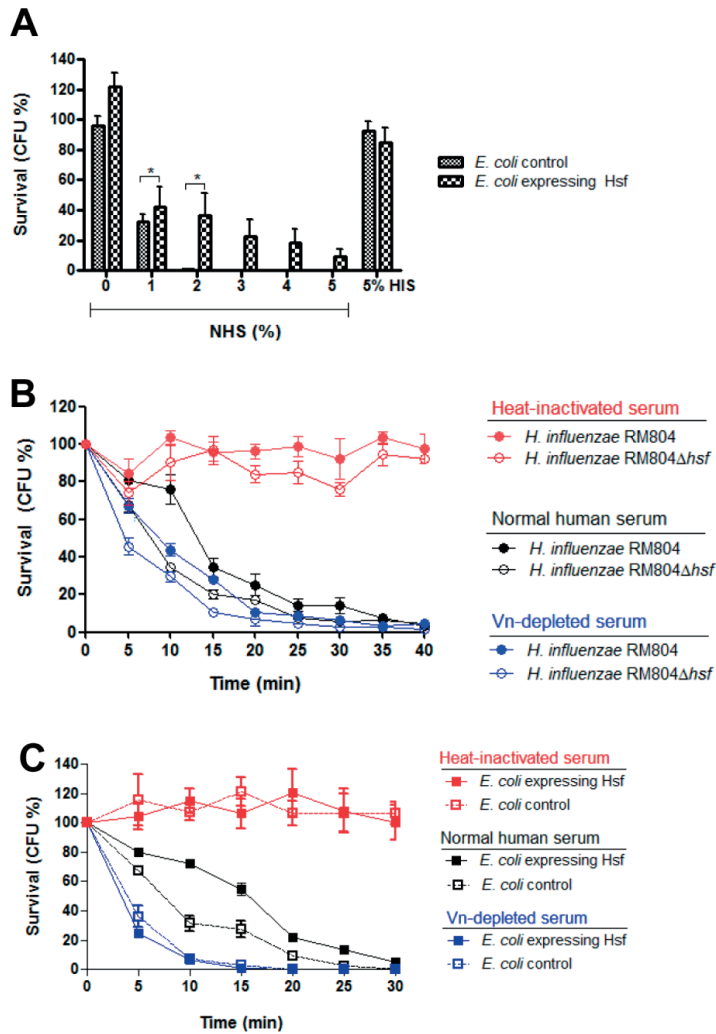 A
Survival (CFU %)
140
120
100
80
60
40
20
0
* *
0 1 2 3 4 5 5% HIS
NHS (%)
E. coli control
E. coli expressing Hsf
B
Survival (CFU %)
120
100
80
60
40
20
0
0 5 10 15 20 25 30 35 40
Time (min)
Heat-inactivated serum
H. influenzae RM804
H. influenzae RM804Δhsf
Normal human serum
H. influenzae RM804
H. influenzae RM804Δhsf
Vn-depleted serum
H. influenzae RM804
H. influenzae RM804Δhsf
C
Survival (CFU %)
140
120
100
80
60
40
20
0
0 5 10 15 20 25 30
Time (min)
Heat-inactivated serum
E. coli expressing Hsf
E. coli control
Normal human serum
E. coli expressing Hsf
E. coli control
Vn-depleted serum
E. coli expressing Hsf
E. coli control